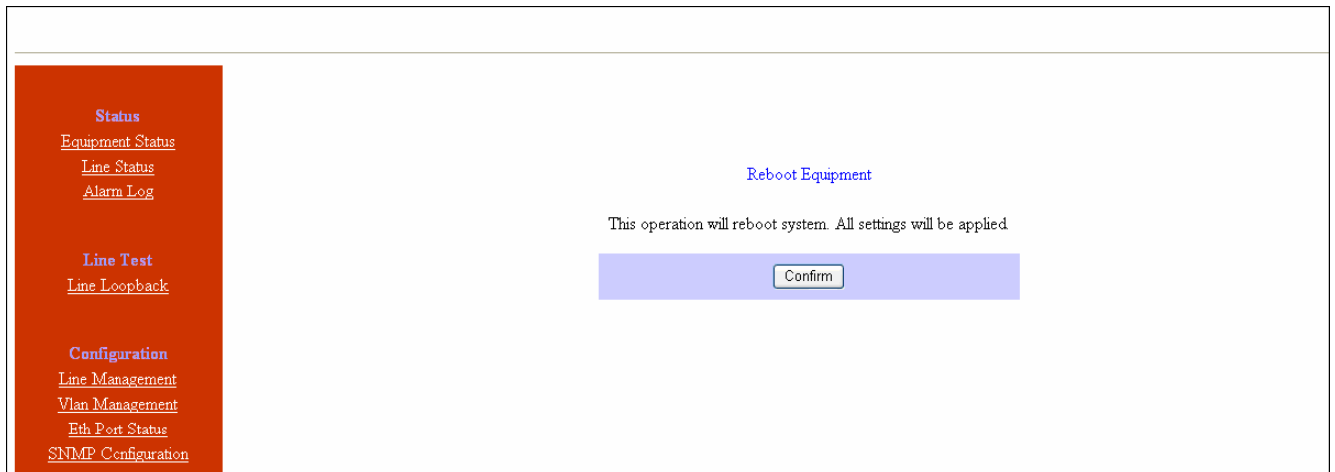 Status
Equipment Status
Line Status
Alarm Log
Line Test
Line Loopback
Configuration
Line Management
Vlan Management
Eth Port Status
SNMP Configuration
Reboot Equipment
This operation will reboot system. All settings will be applied.
Confirm